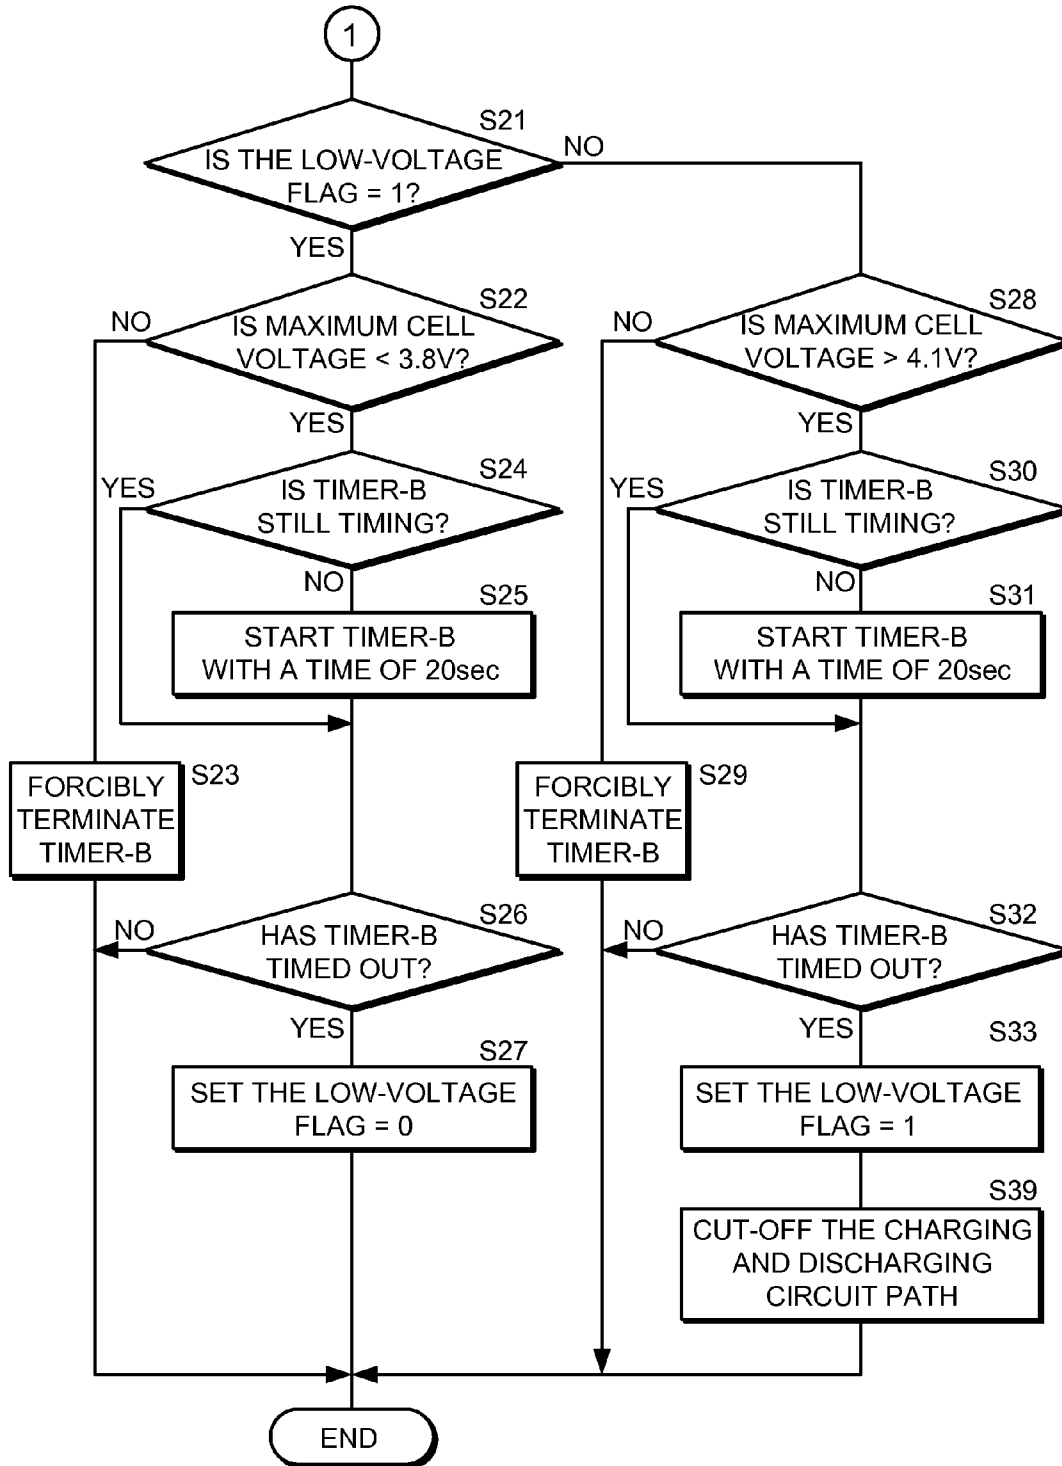 1
S21
IS THE LOW-VOLTAGE
FLAG = 1?
NO
YES
S22
NO
IS MAXIMUM CELL
VOLTAGE < 3.8V?
YES
S24
YES
IS TIMER-B
STILL TIMING?
NO
S25
START TIMER-B
WITH A TIME OF 20sec
S23
FORCIBLY
TERMINATE
TIMER-B
S26
NO
HAS TIMER-B
TIMED OUT?
YES
S27
SET THE LOW-VOLTAGE
FLAG = 0
S28
NO
IS MAXIMUM CELL
VOLTAGE > 4.1V?
YES
S30
YES
IS TIMER-B
STILL TIMING?
NO
S31
START TIMER-B
WITH A TIME OF 20sec
S29
FORCIBLY
TERMINATE
TIMER-B
S32
NO
HAS TIMER-B
TIMED OUT?
YES
S33
SET THE LOW-VOLTAGE
FLAG = 1
S39
CUT-OFF THE CHARGING
AND DISCHARGING
CIRCUIT PATH
END